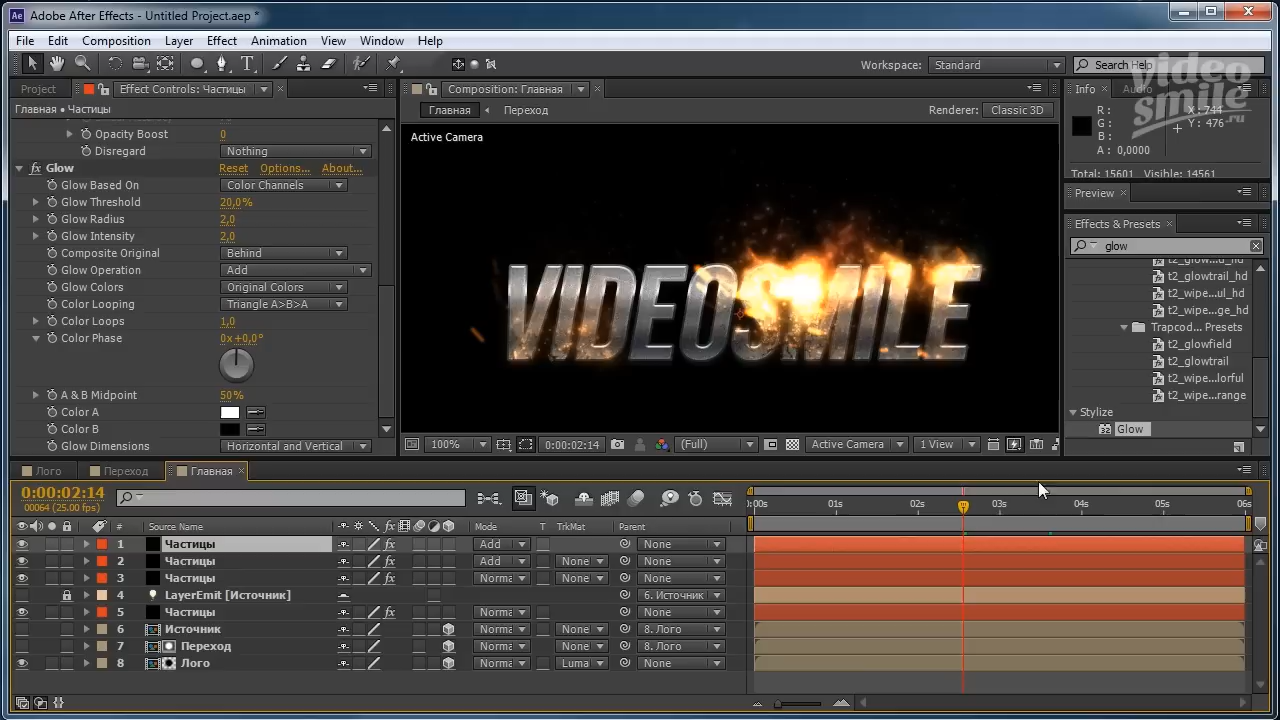 Adobe After Effects - Untitled Project.aep *
File Edit Composition Layer Effect Animation View Window Help
Workspace: Standard Search Help
video smile .ru
Project Effect Controls: Частицы
Главная • Частицы
Opacity Boost 0
Disregard Nothing
fx Glow Reset Options... About...
Glow Based On Color Channels
Glow Threshold 20,0%
Glow Radius 2,0
Glow Intensity 2,0
Composite Original Behind
Glow Operation Add
Glow Colors Original Colors
Color Looping Triangle A>B>A
Color Loops 1,0
Color Phase 0x+0,0°
A & B Midpoint 50%
Color A
Color B
Glow Dimensions Horizontal and Vertical
Composition: Главная
Главная Переход Renderer: Classic 3D
Active Camera
VIDEOSMILE
100% 0:00:02:14 (Full) Active Camera 1 View
Info Audio
R: X: 744
G: Y: 476
B:
A: 0,0000
Total: 15601 Visible: 14561
Preview
Effects & Presets
glow
t2_glow...d_hd
t2_glowtrail_hd
t2_wipe...ul_hd
t2_wipe...ge_hd
Trapcod... Presets
t2_glowfield
t2_glowtrail
t2_wipe...lorful
t2_wipe...range
Stylize
Glow
Лого Переход Главная
0:00:02:14
00064 (25.00 fps)
:00s 01s 02s 03s 04s 05s 06s
# Source Name Mode T TrkMat Parent
1 Частицы fx Add None
2 Частицы fx Add None None
3 Частицы fx Norma None None
4 LayerEmit [Источник] 6. Источник
5 Частицы fx Norma None
6 Источник Norma None 8. Лого
7 Переход Norma None 8. Лого
8 Лого Norma Luma None